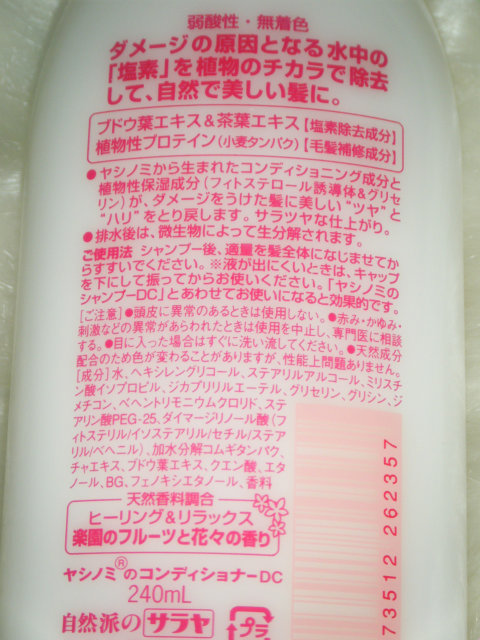 弱酸性・無着色
ダメージの原因となる水中の
「塩素」を植物のチカラで除去
して、自然で美しい髪に。
ブドウ葉エキス&茶葉エキス【塩素除去成分】
植物性プロテイン(小麦タンパク)【毛髪補修成分】
●ヤシノミから生まれたコンディショニング成分と
植物性保湿成分(フィトステロール誘導体&グリセ
リン)が、ダメージをうけた髪に美しい"ツヤ"と
"ハリ"をとり戻します。サラツヤな仕上がり。
●排水後は、微生物によって生分解されます。
ご使用法 シャンプー後、適量を髪全体になじませてか
らすすいでください。※液が出にくいときは、キャップ
を下にして振ってからお使いください。「ヤシノミの
シャンプーDC」とあわせてお使いになると効果的です。
[ご注意]●頭皮に異常のあるときは使用しない。●赤み・かゆみ・
刺激などの異常があらわれたときは使用を中止し、専門医に相談
する。●目に入った場合はすぐに洗い流してください。●天然成分
配合のため色が変わることがありますが、性能上問題ありません。
[成分]水、ヘキシレングリコール、ステアリルアルコール、ミリスチ
ン酸イソプロピル、ジカプリリルエーテル、グリセリン、グリシン、ジ
メチコン、ベヘントリモニウムクロリド、ステ
アリン酸PEG-25、ダイマージリノール酸(フ
ィトステリル/イソステアリル/セチル/ステア
リル/ベヘニル)、加水分解コムギタンパク、
チャエキス、ブドウ葉エキス、クエン酸、エタ
ノール、BG、フェノキシエタノール、香料
天然香料調合
ヒーリング&リラックス
楽園のフルーツと花々の香り
ヤシノミ®のコンディショナーDC
240mL
自然派のサラヤ
プラ
73512 262357